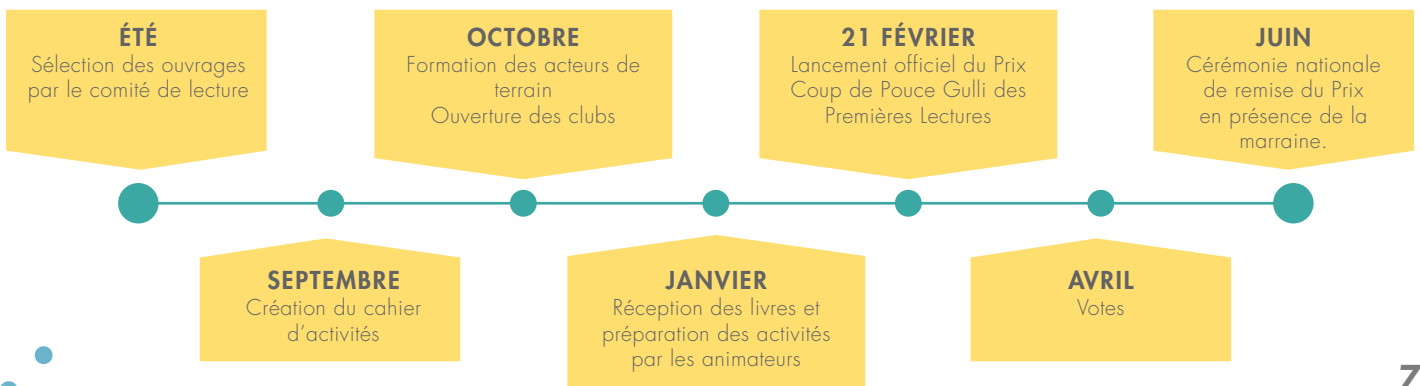 ÉTÉ
Sélection des ouvrages
par le comité de lecture
OCTOBRE
Formation des acteurs de
terrain
Ouverture des clubs
21 FÉVRIER
Lancement officiel du Prix
Coup de Pouce Gulli des
Premières Lectures
JUIN
Cérémonie nationale
de remise du Prix
en présence de la
marraine.
SEPTEMBRE
Création du cahier
d’activités
JANVIER
Réception des livres et
préparation des activités
par les animateurs
AVRIL
Votes
7